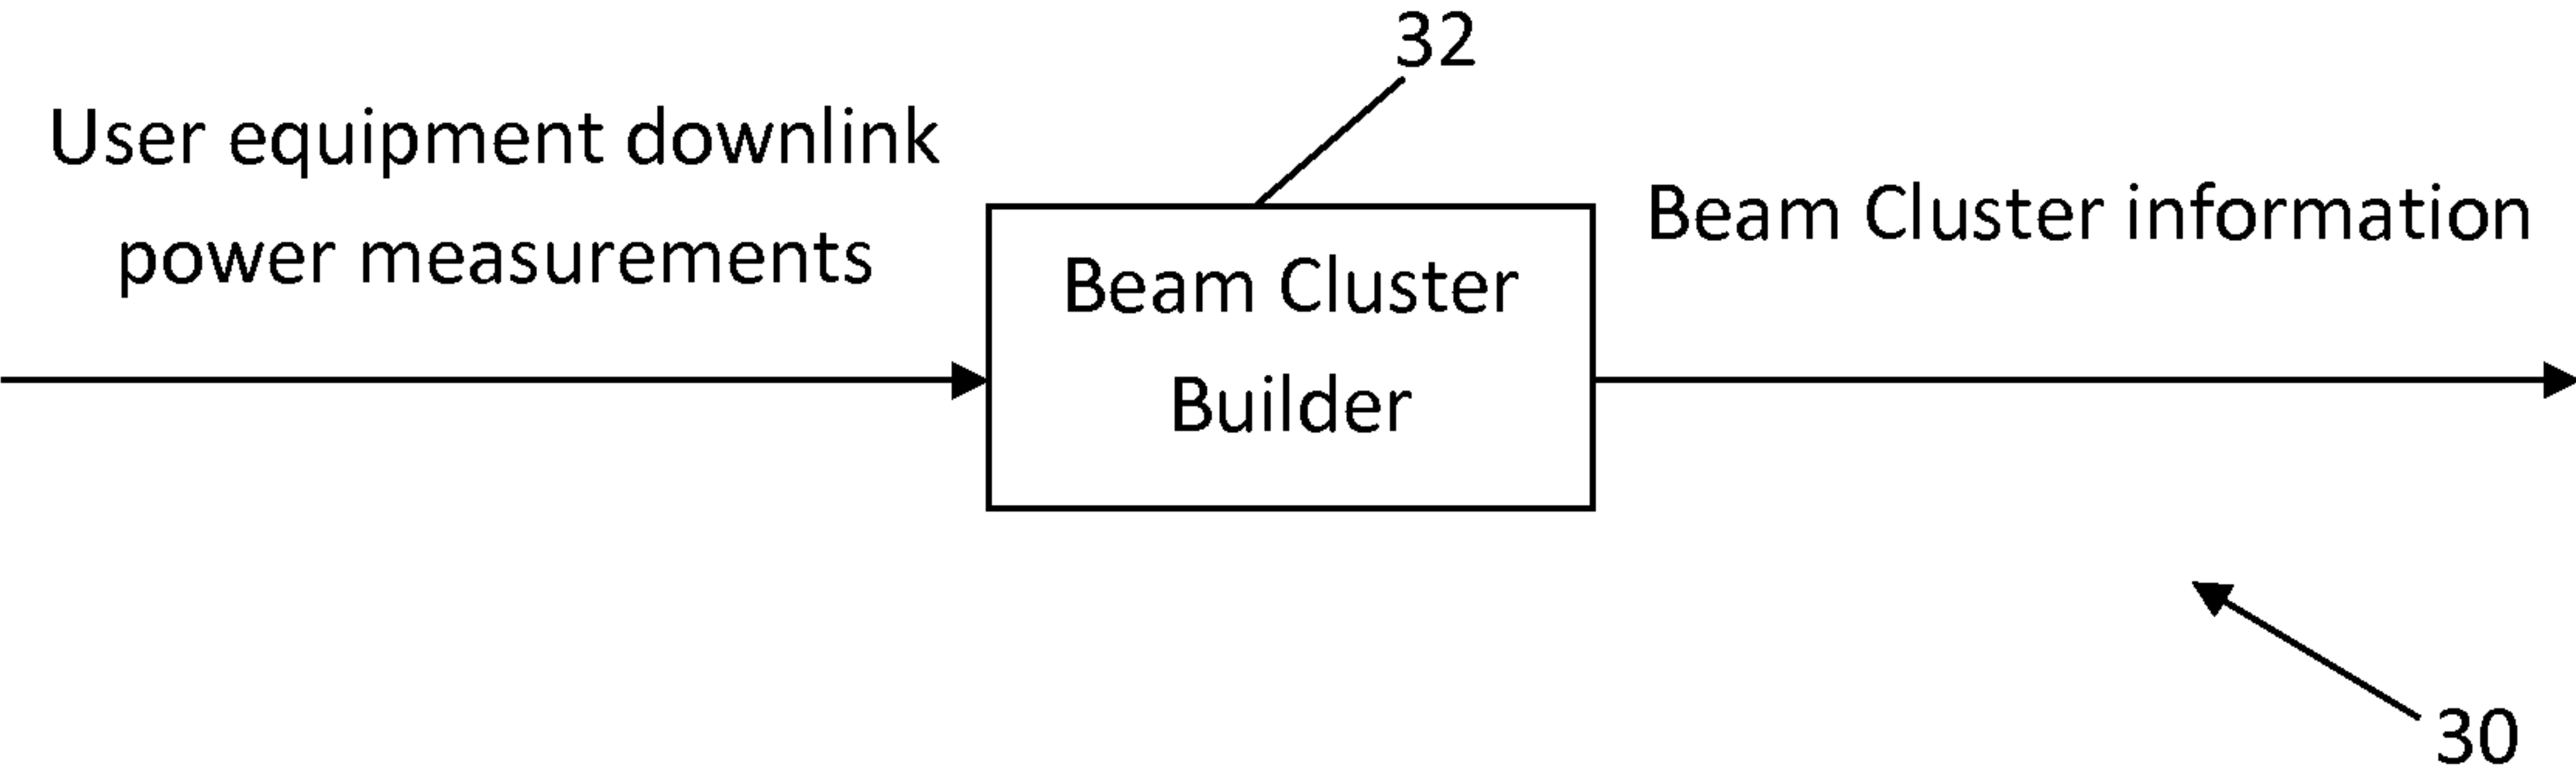 32
User equipment downlink
power measurements
Beam Cluster information
Beam Cluster
Builder
30